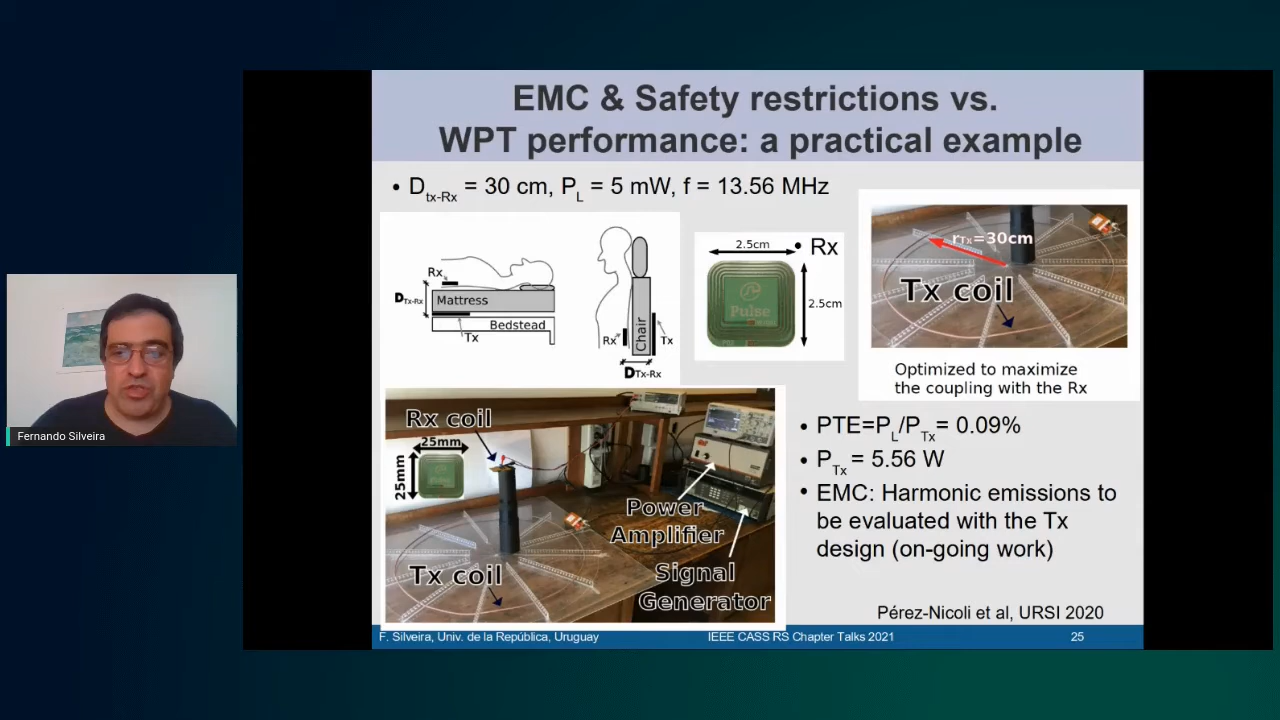 EMC & Safety restrictions vs.
WPT performance: a practical example
• Dtx-Rx = 30 cm, PL = 5 mW, f = 13.56 MHz
Rx
DTx-Rx
Mattress
Bedstead
Tx
Rx
Chair
Tx
DTx-Rx
2.5cm
• Rx
2.5cm
Pulse
rTx=30cm
Tx coil
Optimized to maximize
the coupling with the Rx
Rx coil
25mm
25mm
Power
Amplifier
Signal
Generator
Tx coil
• PTE=PL/PTx= 0.09%
• PTx = 5.56 W
• EMC: Harmonic emissions to
be evaluated with the Tx
design (on-going work)
Pérez-Nicoli et al, URSI 2020
F. Silveira, Univ. de la República, Uruguay
IEEE CASS RS Chapter Talks 2021
25
Fernando Silveira